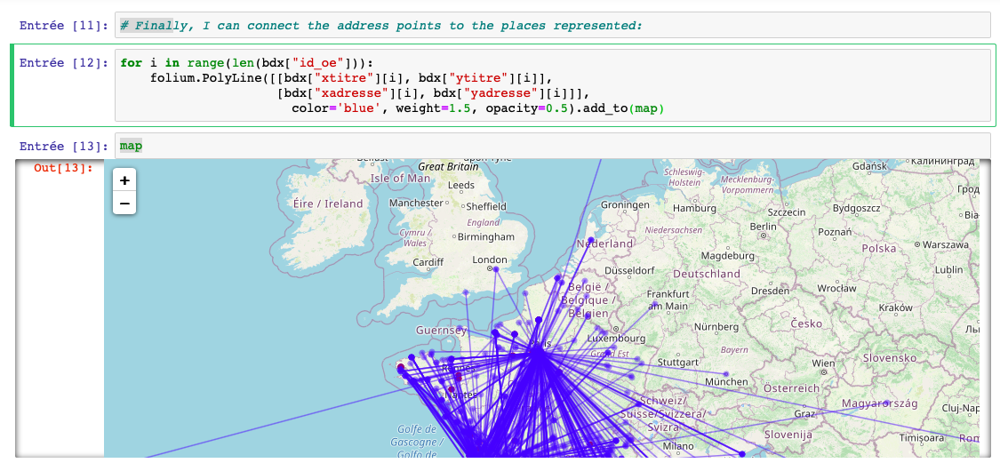 Entrée [11]: # Finally, I can connect the address points to the places represented:
Entrée [12]: for i in range(len(bdx["id_oe"])):
folium.PolyLine([[bdx["xtitre"][i], bdx["ytitre"][i]],
[bdx["xadresse"][i], bdx["yadresse"][i]]],
color='blue', weight=1.5, opacity=0.5).add_to(map)
Entrée [13]: map
Out[13]:
+
−
Great Britain
Isle of Man
Leeds
Éire / Ireland
Manchester
Sheffield
England
Cymru /
Wales
Birmingham
Cardiff
London
Guernsey
Groningen
Nederland
Schleswig-
Holstein
Mecklenburg-
Vorpommern
Hamburg
Szczecin
Gdańsk
Калининград
Bydgoszcz
Berlin
Poznań
Niedersachsen
Polska
Warszawa
Magdeburg
Düsseldorf
Deutschland
Lublin
België /
Belgique /
Belgien
Frankfurt
am Main
Dresden
Wrocław
Kraków
Luxembourg
Nürnberg
Česko
Grand Est
Stuttgart
Bayern
Slovensko
Wien
München
Österreich
Magyarország
Nantes
Schweiz/
Suisse/Svizzera/
Svizra
Graz
Cluj-Nap
Golfe de
Gascogne /
Golfo de
Milano
Slovenija
Timișoara